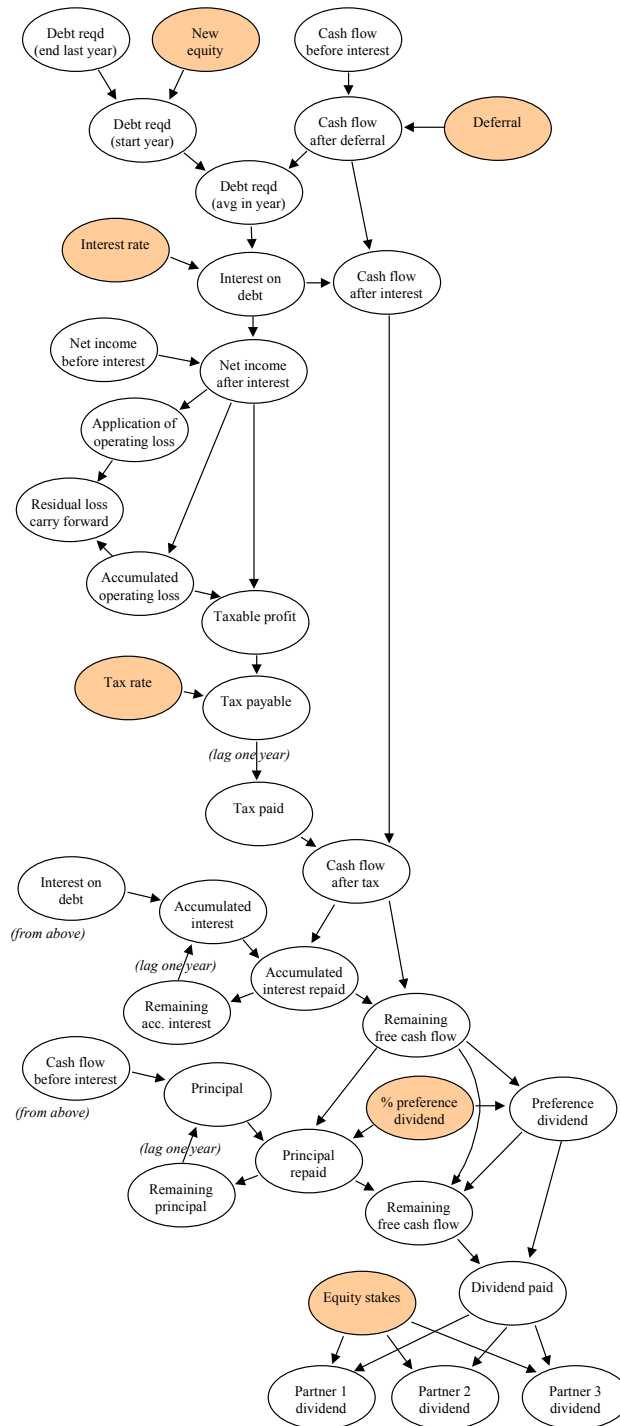 Debt reqd
(end last year)
New
equity
Cash flow
before interest
Debt reqd
(start year)
Cash flow
after deferral
Deferral
Debt reqd
(avg in year)
Interest rate
Interest on
debt
Cash flow
after interest
Net income
before interest
Net income
after interest
Application of
operating loss
Residual loss
carry forward
Accumulated
operating loss
Taxable profit
Tax rate
Tax payable
(lag one year)
Tax paid
Cash flow
after tax
Interest on
debt
(from above)
Accumulated
interest
(lag one year)
Accumulated
interest repaid
Remaining
acc. interest
Remaining
free cash flow
Cash flow
before interest
(from above)
Principal
% preference
dividend
Preference
dividend
(lag one year)
Principal
repaid
Remaining
principal
Remaining
free cash flow
Dividend paid
Equity stakes
Partner 1
dividend
Partner 2
dividend
Partner 3
dividend